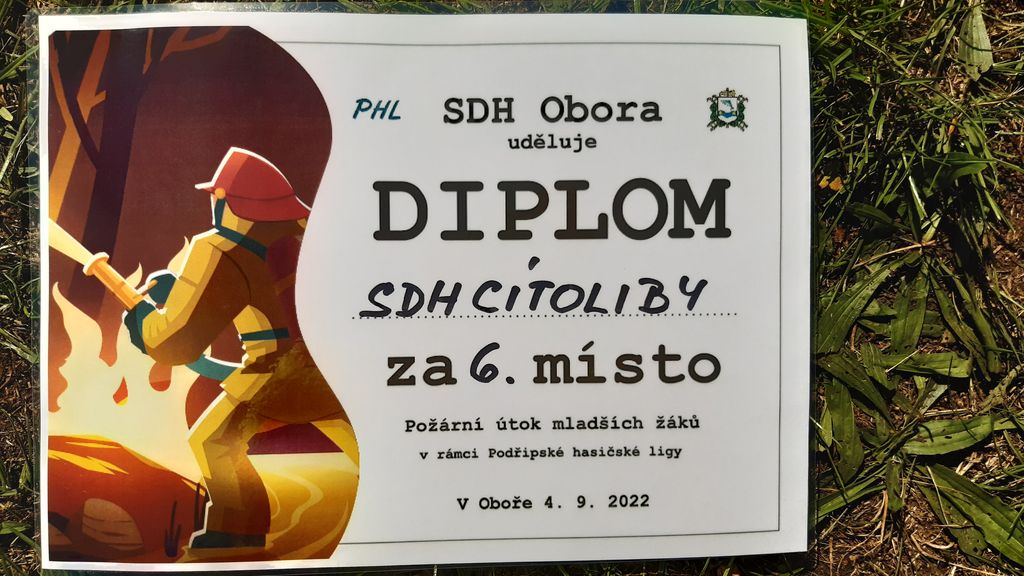 PHL SDH Obora
uděluje
DIPLOM
SDH CÍTOLIBY
za 6. místo
Požární útok mladších žáků
v rámci Podřipské hasičské ligy
V Oboře 4. 9. 2022